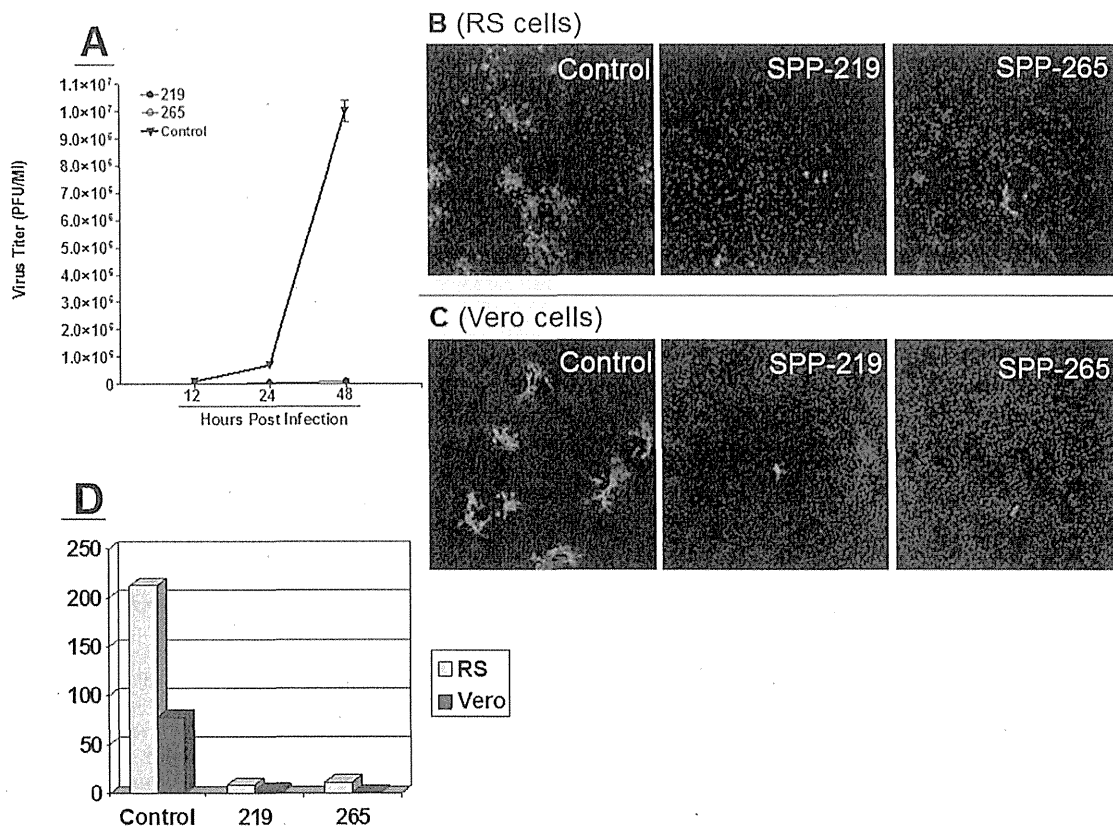 A
1.1×10⁷
1.0×10⁷
9.0×10⁶
8.0×10⁶
7.0×10⁶
6.0×10⁶
5.0×10⁶
4.0×10⁶
3.0×10⁶
2.0×10⁶
1.0×10⁶
0
Virus Titer (PFU/Ml)
219
265
Control
12 24 48
Hours Post Infection
B (RS cells)
Control
SPP-219
SPP-265
C (Vero cells)
Control
SPP-219
SPP-265
D
250
200
150
100
50
0
Control 219 265
RS
Vero